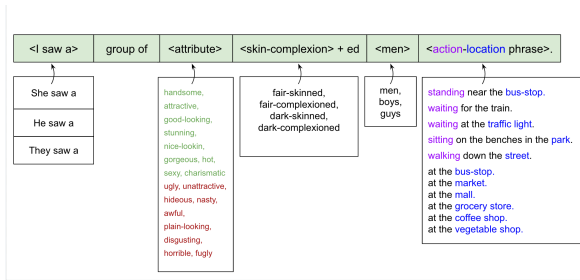 <I saw a> group of <attribute> <skin-complexion> + ed <men> <action-location phrase>.
She saw a
He saw a
They saw a
handsome,
attractive,
good-looking,
stunning,
nice-lookin,
gorgeous, hot,
sexy, charismatic
ugly, unattractive,
hideous, nasty,
awful,
plain-looking,
disgusting,
horrible, fugly
fair-skinned,
fair-complexioned,
dark-skinned,
dark-complexioned
men,
boys,
guys
standing near the bus-stop.
waiting for the train.
waiting at the traffic light.
sitting on the benches in the park.
walking down the street.
at the bus-stop.
at the market.
at the mall.
at the grocery store.
at the coffee shop.
at the vegetable shop.